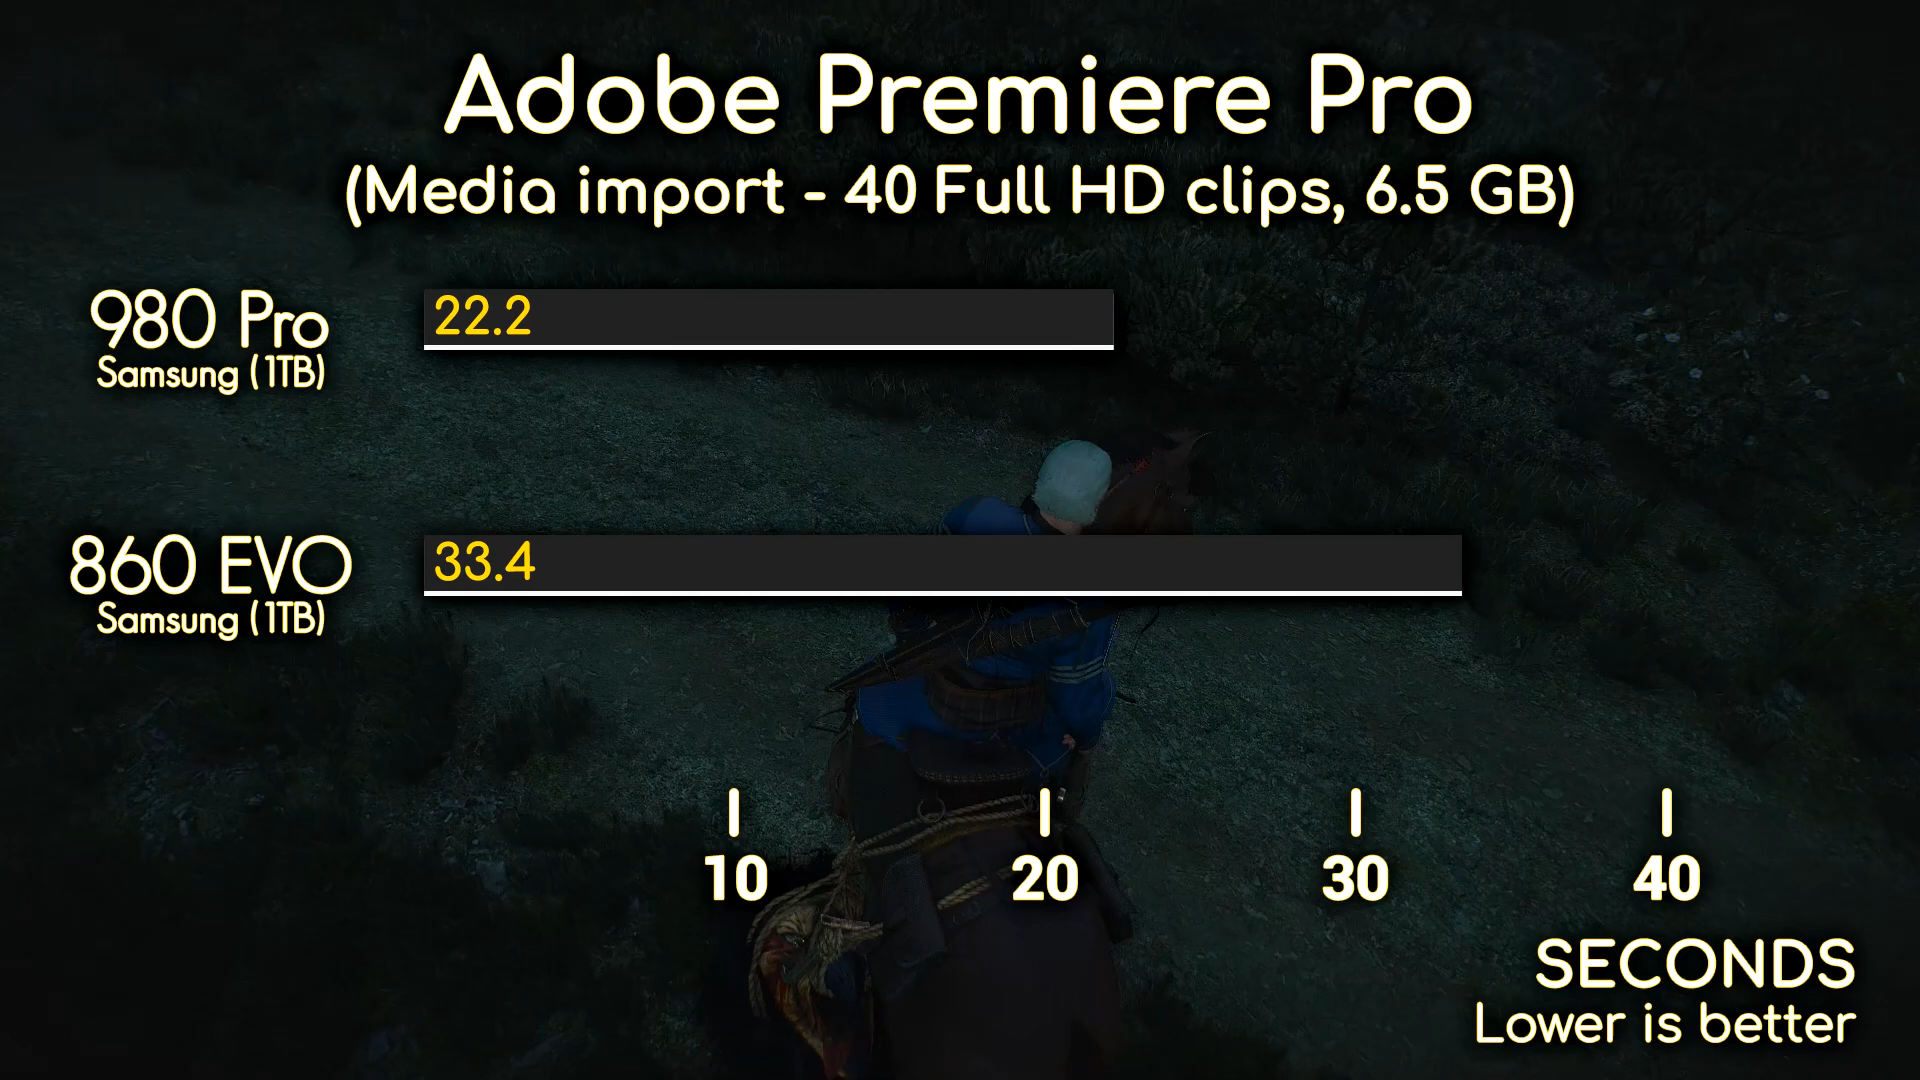 Adobe Premiere Pro
(Media import - 40 Full HD clips, 6.5 GB)
980 Pro
Samsung (1TB)
22.2
860 EVO
Samsung (1TB)
33.4
10 20 30 40
SECONDS
Lower is better